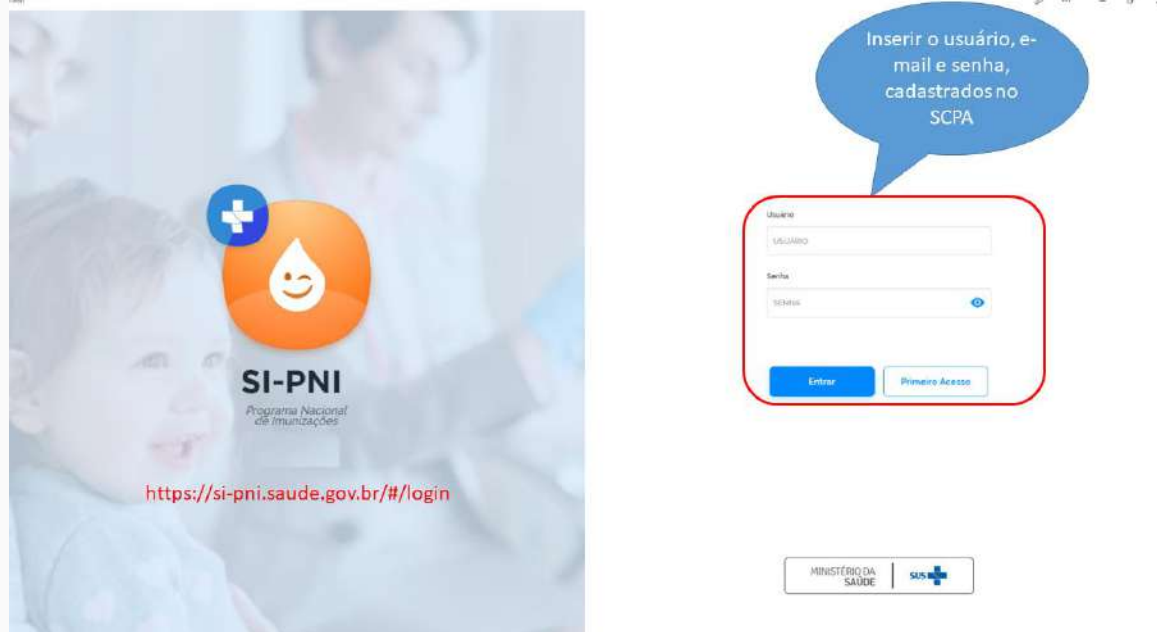 Inserir o usuário, e-
mail e senha,
cadastrados no
SCPA
Usuário
USUÁRIO
Senha
SENHA
Entrar
Primeiro Acesso
SI-PNI
Programa Nacional
de Imunizações
https://si-pni.saude.gov.br/#/login
MINISTÉRIO DA
SAÚDE
SUS